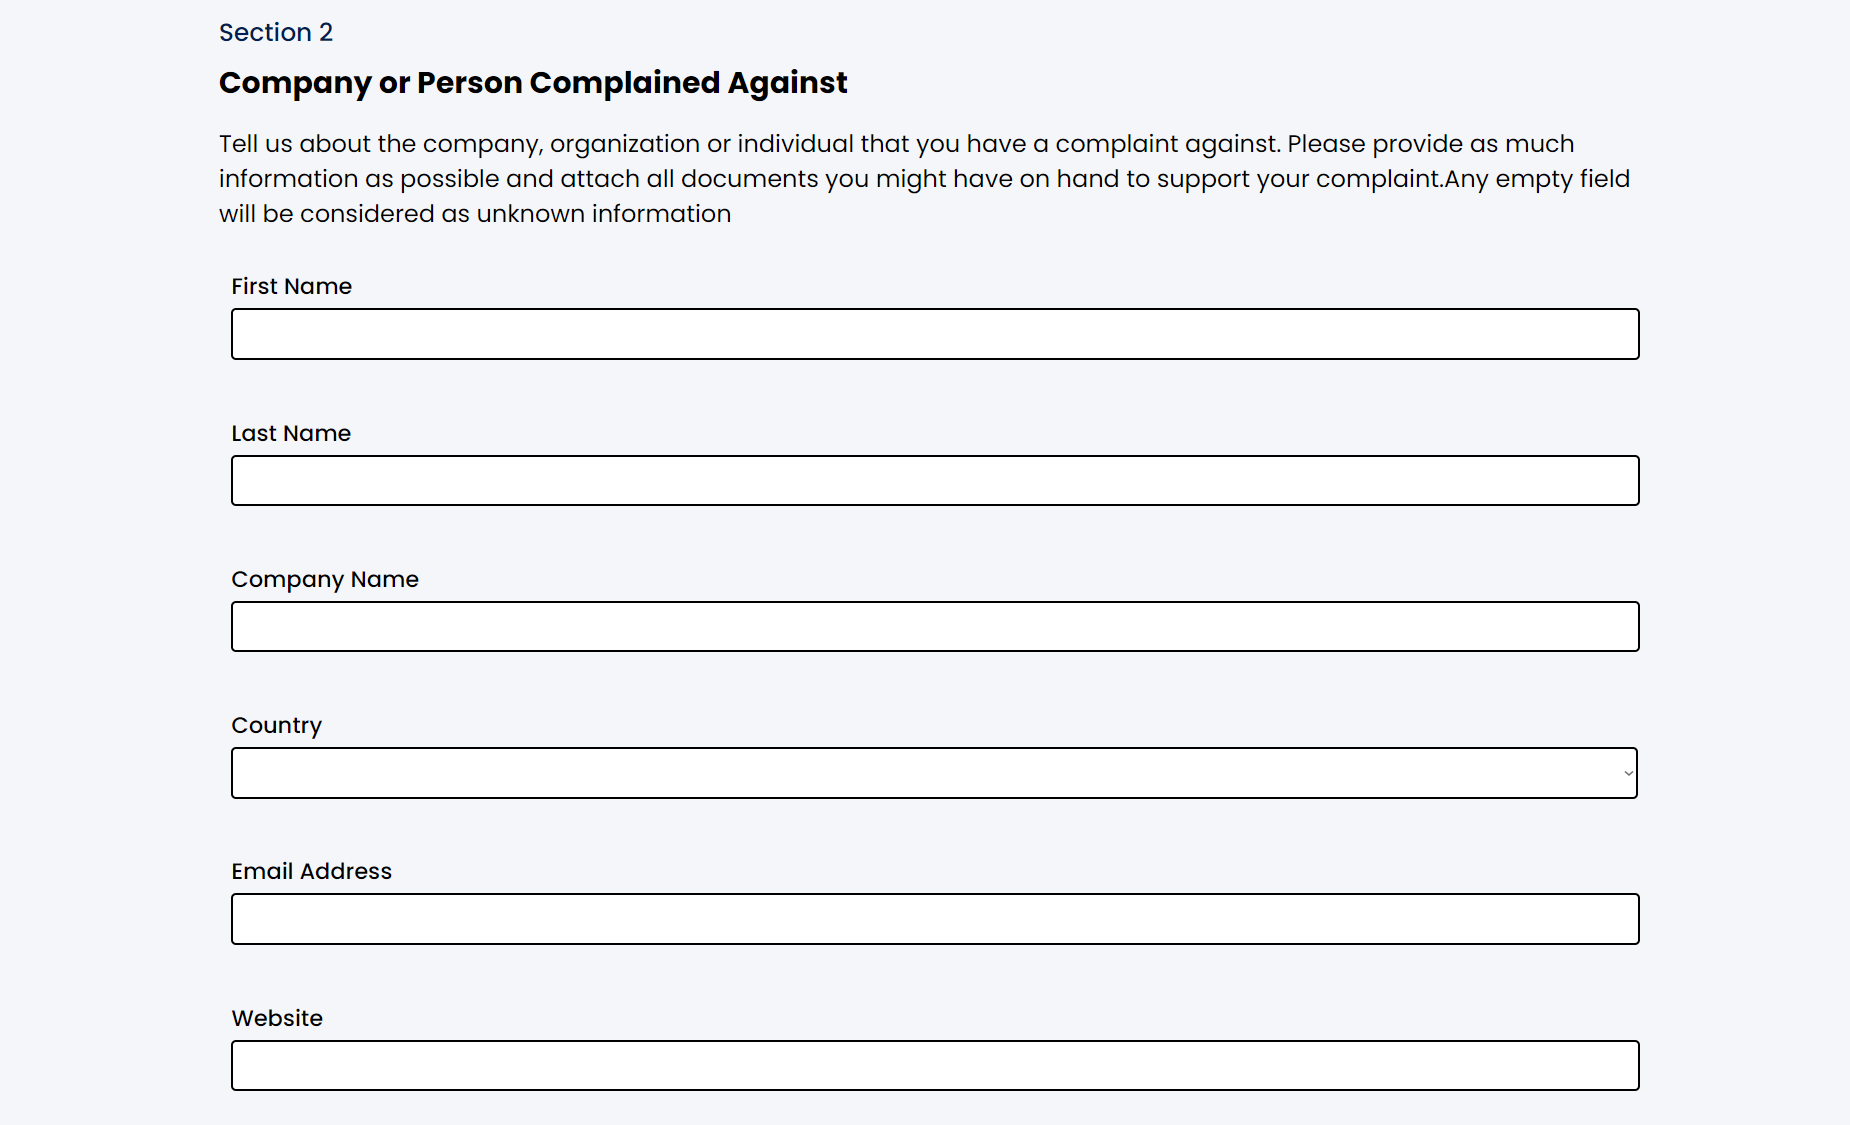 Section 2
Company or Person Complained Against
Tell us about the company, organization or individual that you have a complaint against. Please provide as much
information as possible and attach all documents you might have on hand to support your complaint.Any empty field
will be considered as unknown information
First Name
Last Name
Company Name
Country
Email Address
Website